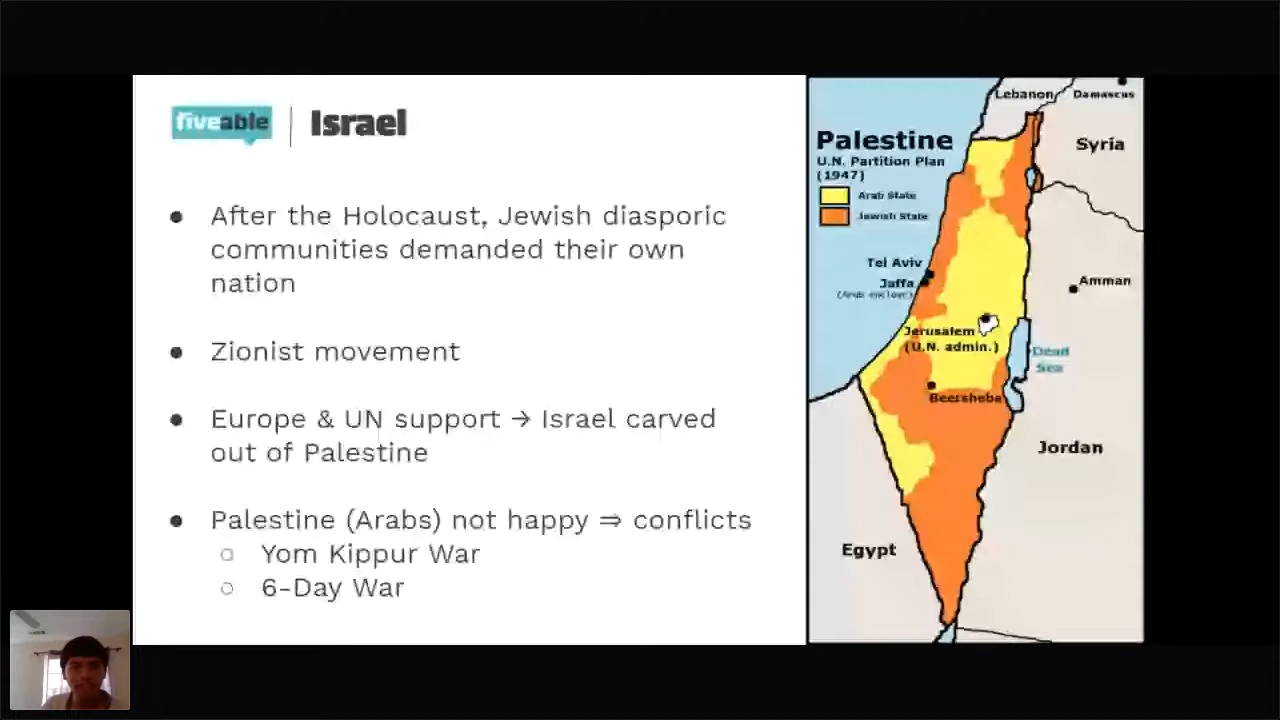 fiveable | Israel
● After the Holocaust, Jewish diasporic
communities demanded their own
nation
● Zionist movement
● Europe & UN support → Israel carved
out of Palestine
● Palestine (Arabs) not happy ⇒ conflicts
○ Yom Kippur War
○ 6-Day War
Palestine
U.N. Partition Plan
(1947)
Arab State
Jewish State
Lebanon
Damascus
Syria
Tel Aviv
Jaffa
(Arab enclave)
Amman
Jerusalem
(U.N. admin.)
Dead
Sea
Beersheba
Jordan
Egypt